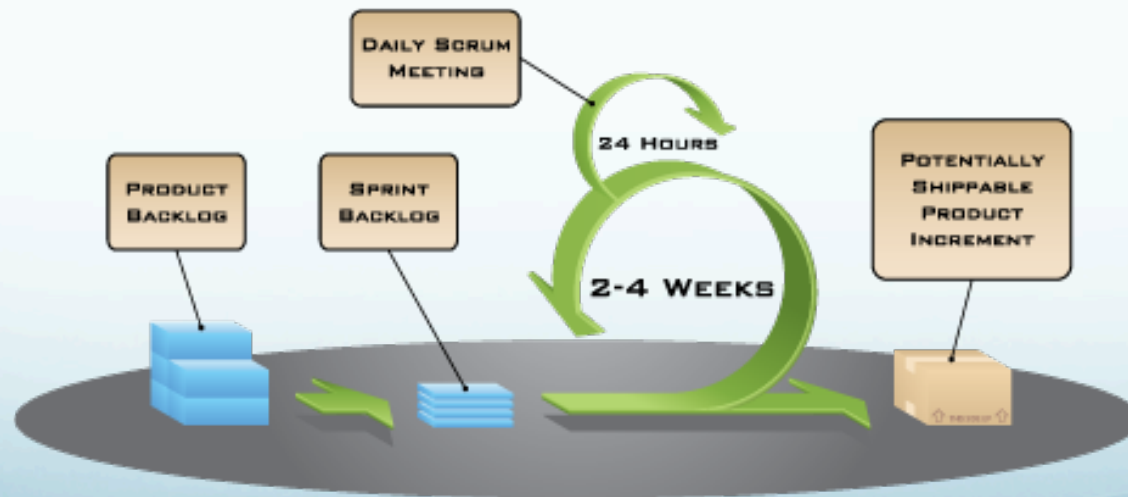 DAILY SCRUM
MEETING
24 HOURS
PRODUCT
BACKLOG
SPRINT
BACKLOG
POTENTIALLY
SHIPPABLE
PRODUCT
INCREMENT
2-4 WEEKS